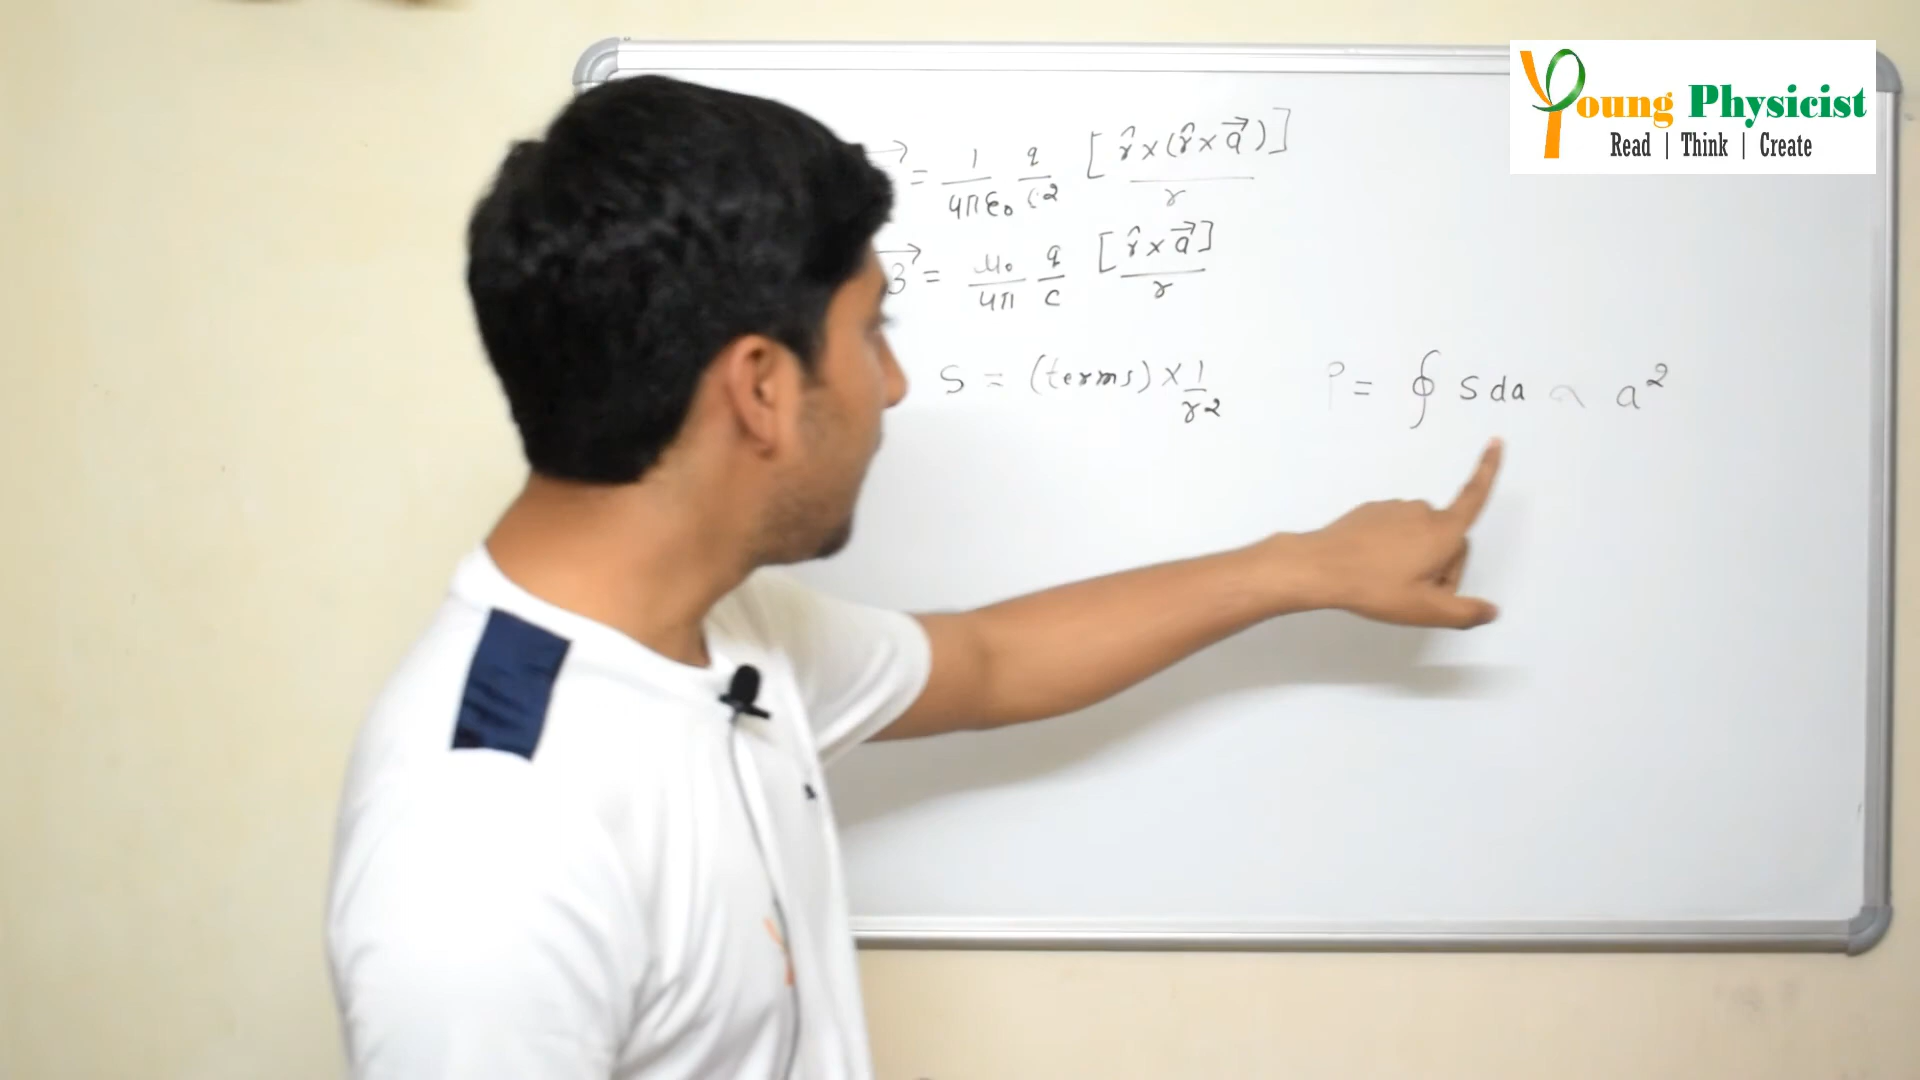 Young Physicist
Read | Think | Create
= 1/4πε₀ q/c² [r̂×(r̂×a⃗)]/r
B⃗ = μ₀/4π q/c [r̂×a⃗]/r
S = (terms) × 1/r² P = ∮ S da ∝ a²